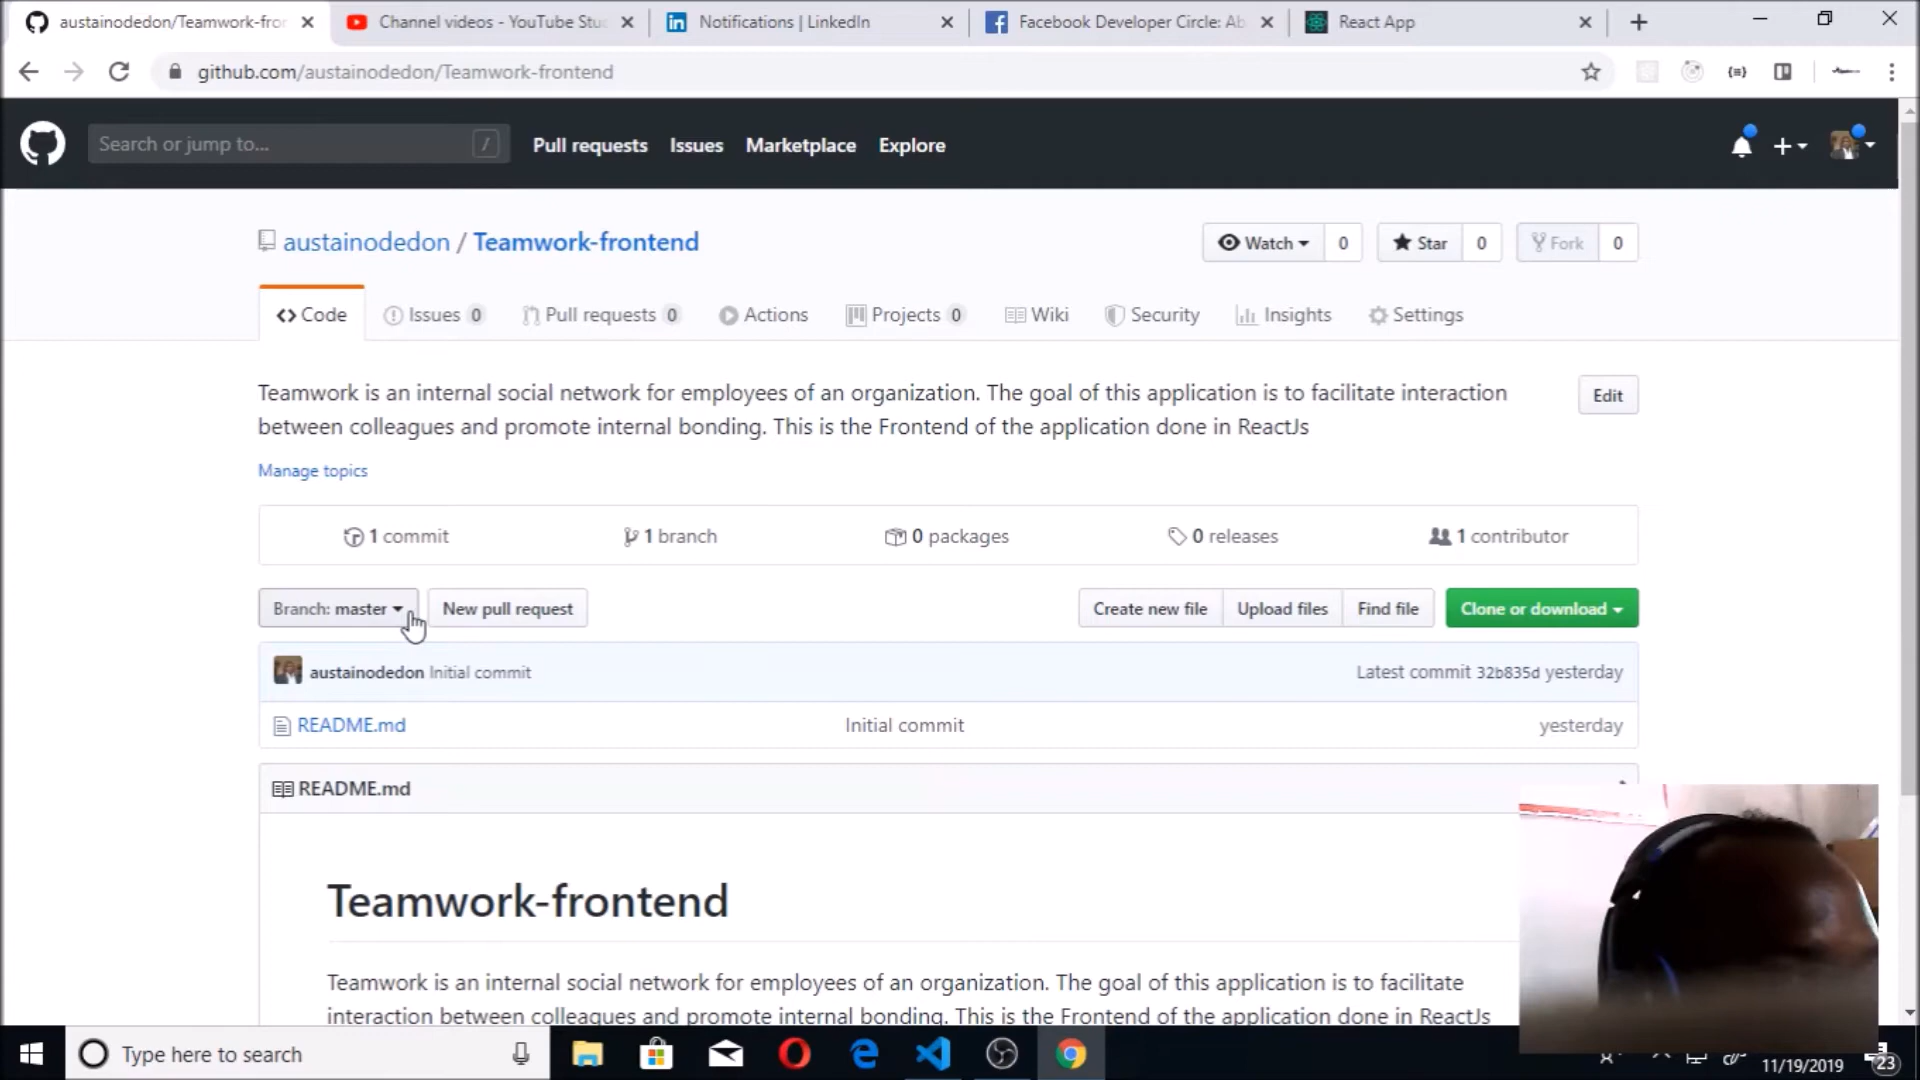 austainodedon/Teamwork-fror
Channel videos - YouTube Stu
Notifications | LinkedIn
Facebook Developer Circle: Ab
React App
github.com/austainodedon/Teamwork-frontend
Search or jump to...
/
Pull requests
Issues
Marketplace
Explore
austainodedon / Teamwork-frontend
Watch 0
Star 0
Fork 0
Code
Issues 0
Pull requests 0
Actions
Projects 0
Wiki
Security
Insights
Settings
Teamwork is an internal social network for employees of an organization. The goal of this application is to facilitate interaction
between colleagues and promote internal bonding. This is the Frontend of the application done in ReactJs
Edit
Manage topics
1 commit
1 branch
0 packages
0 releases
1 contributor
Branch: master
New pull request
Create new file
Upload files
Find file
Clone or download
austainodedon Initial commit
Latest commit 32b835d yesterday
README.md
Initial commit
yesterday
README.md
Teamwork-frontend
Teamwork is an internal social network for employees of an organization. The goal of this application is to facilitate
interaction between colleagues and promote internal bonding. This is the Frontend of the application done in ReactJs
Type here to search
11/19/2019
23